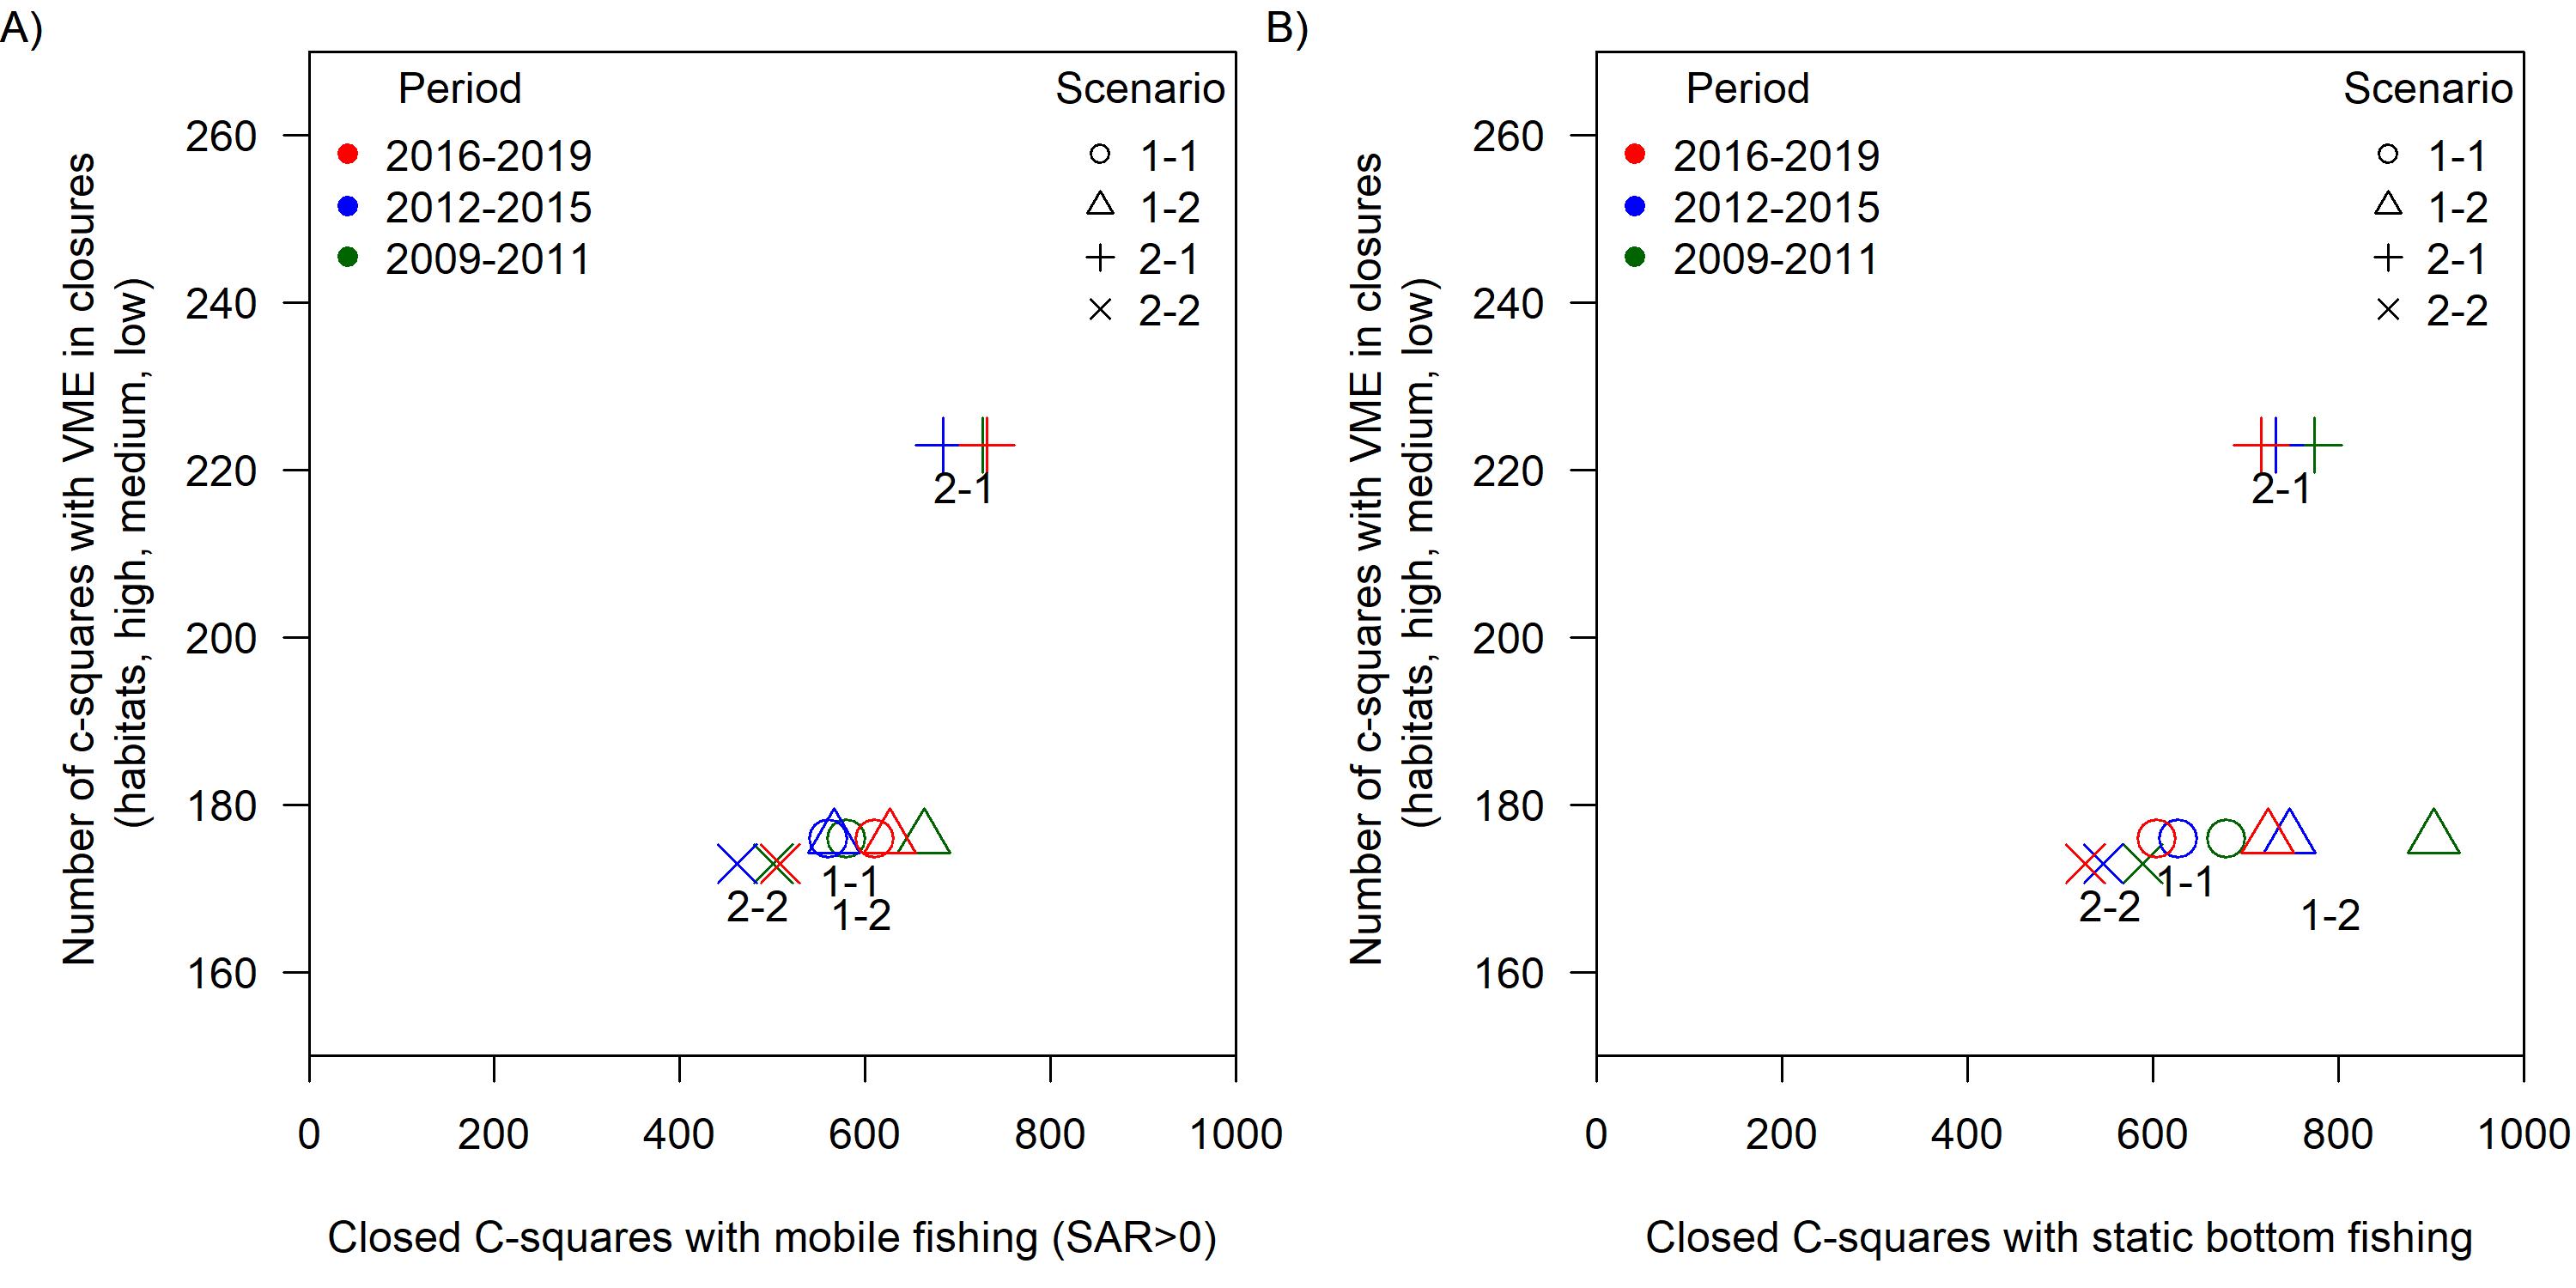 A)
Number of c-squares with VME in closures
(habitats, high, medium, low)
260
240
220
200
180
160
Period
2016-2019
2012-2015
2009-2011
Scenario
1-1
1-2
2-1
2-2
2-1
1-1
2-2
1-2
0 200 400 600 800 1000
Closed C-squares with mobile fishing (SAR>0)
B)
Number of c-squares with VME in closures
(habitats, high, medium, low)
260
240
220
200
180
160
Period
2016-2019
2012-2015
2009-2011
Scenario
1-1
1-2
2-1
2-2
2-1
1-1
2-2
1-2
0 200 400 600 800 1000
Closed C-squares with static bottom fishing